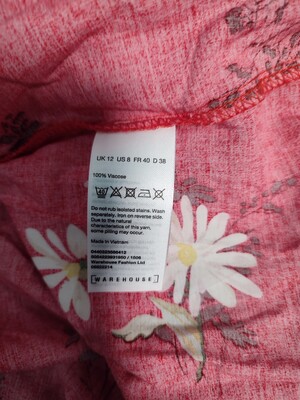 UK 12 US 8 FR 40 D 38
100% Viscose
Do not rub isolated stains. Wash
separately. Iron on reverse side.
Due to the natural
characteristics of this yarn,
some pilling may occur.
Made in Vietnam
Warehouse Fashion Ltd
WAREHOUSE